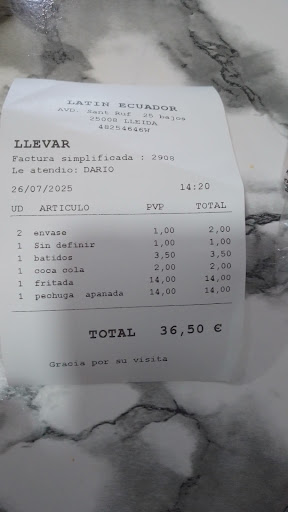 LATIN ECUADOR
AVD. Sant Ruf 25 bajos
25008 LLEIDA
48254646W
LLEVAR
Factura simplificada : 2908
Le atendio: DARIO
26/07/2025 14:20
UD ARTICULO PVP TOTAL
2 envase 1,00 2,00
1 Sin definir 1,00 1,00
1 batidos 3,50 3,50
1 coca cola 2,00 2,00
1 fritada 14,00 14,00
1 pechuga apanada 14,00 14,00
TOTAL 36,50 €
Gracia por su visita